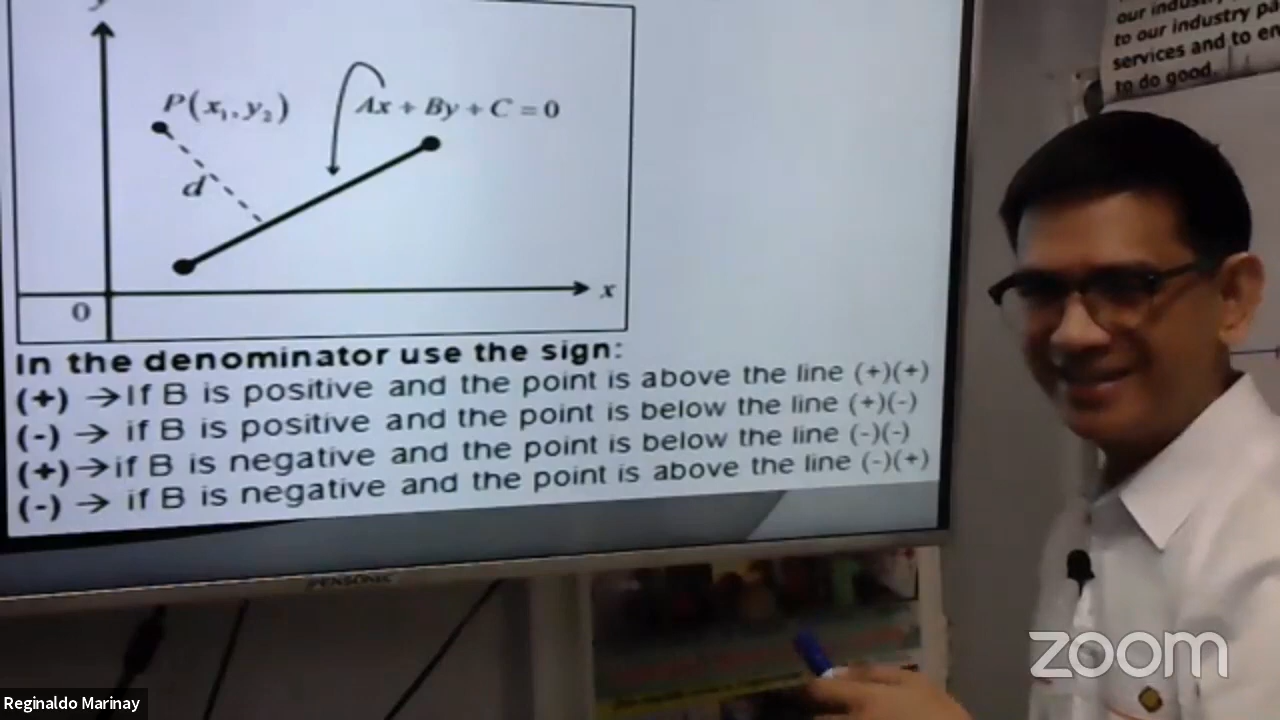 y
our industry
to our industry pa
services and to en
to do good.
P(x₁, y₂)
Ax + By + C = 0
d
x
0
In the denominator use the sign:
(+) → If B is positive and the point is above the line (+)(+)
(-) → if B is positive and the point is below the line (+)(-)
(+) → if B is negative and the point is below the line (-)(-)
(-) → if B is negative and the point is above the line (-)(+)
PENSONIC
zoom
Reginaldo Marinay